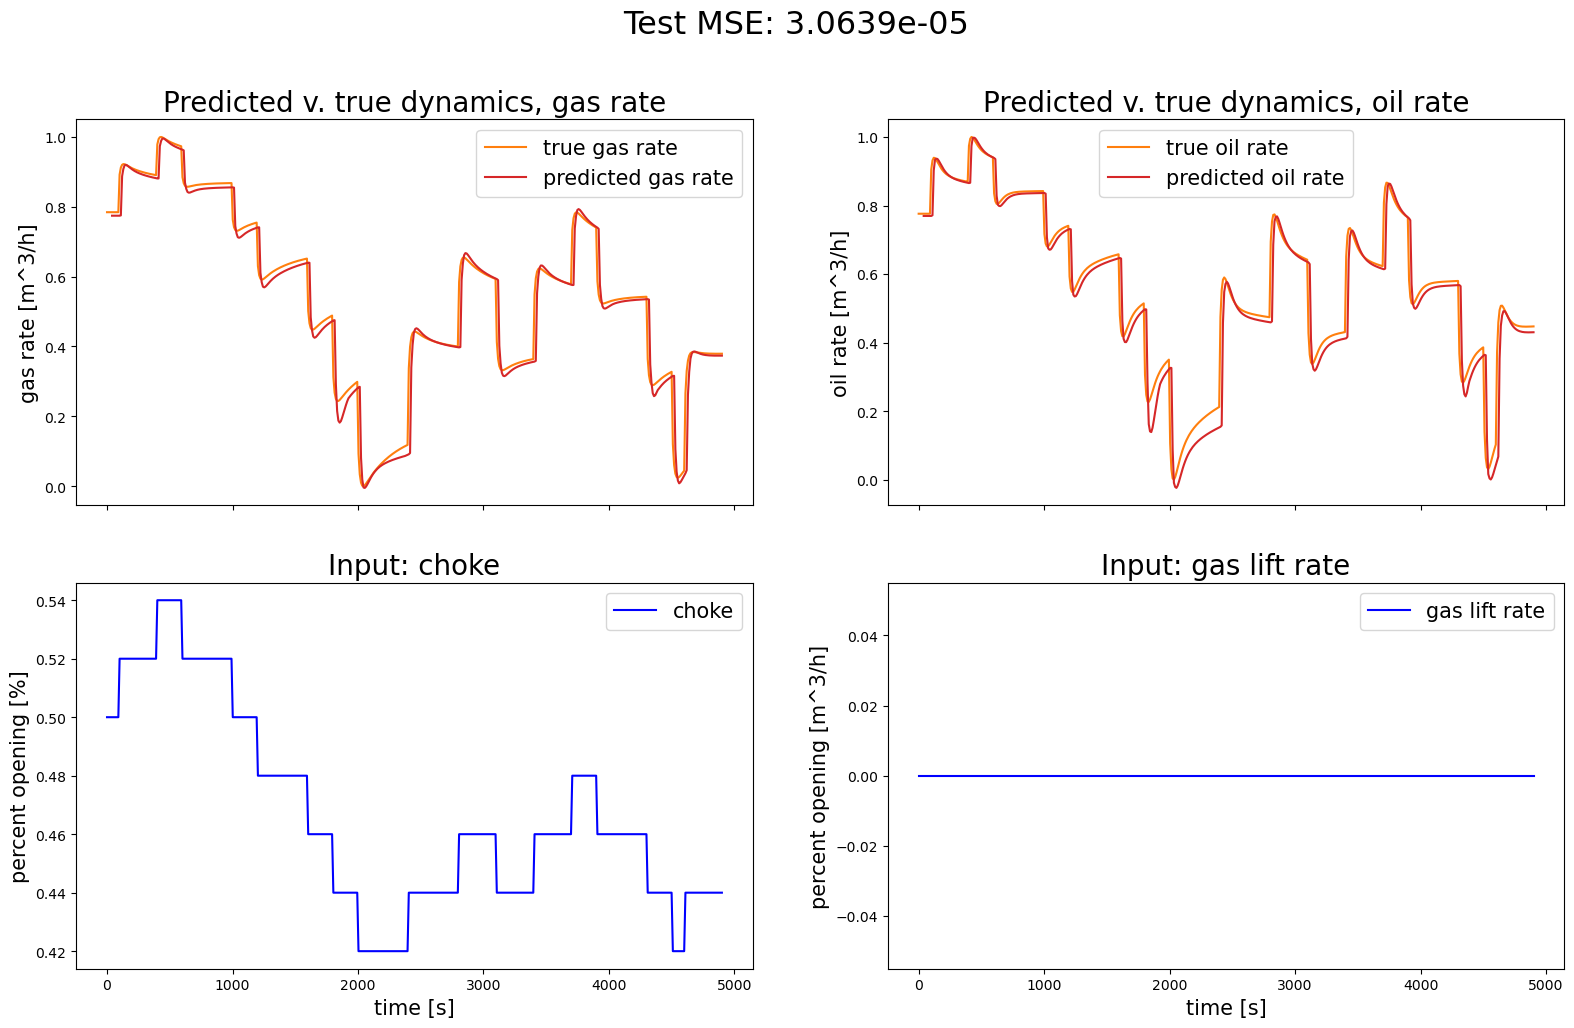 Test MSE: 3.0639e-05
Predicted v. true dynamics, gas rate
gas rate [m^3/h]
1.0
0.8
0.6
0.4
0.2
0.0
true gas rate
predicted gas rate
Predicted v. true dynamics, oil rate
oil rate [m^3/h]
1.0
0.8
0.6
0.4
0.2
0.0
true oil rate
predicted oil rate
Input: choke
percent opening [%]
0.54
0.52
0.50
0.48
0.46
0.44
0.42
choke
0 1000 2000 3000 4000 5000
time [s]
Input: gas lift rate
percent opening [m^3/h]
0.04
0.02
0.00
−0.02
−0.04
gas lift rate
0 1000 2000 3000 4000 5000
time [s]